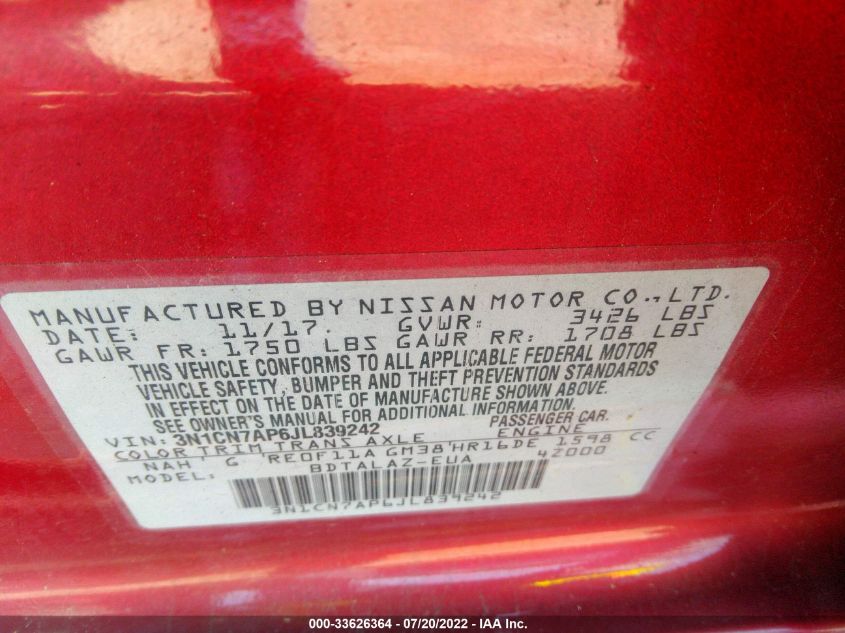 MANUFACTURED BY NISSAN MOTOR CO.,LTD.
DATE: 11/17. GVWR: 3426 LBS
GAWR FR: 1750 LBS GAWR RR: 1708 LBS
THIS VEHICLE CONFORMS TO ALL APPLICABLE FEDERAL MOTOR
VEHICLE SAFETY, BUMPER AND THEFT PREVENTION STANDARDS
IN EFFECT ON THE DATE OF MANUFACTURE SHOWN ABOVE.
SEE OWNER'S MANUAL FOR ADDITIONAL INFORMATION
PASSENGER CAR.
VIN: 3N1CN7AP6JL839242
COLOR TRIM TRANS AXLE ENGINE
NAH G RE0F11A GM38 HR16DE 1598 CC
MODEL: BDTALAZ-EUA 4Z000
3N1CN7AP6JL839242
000-33626364 / 07/20/2022 - IAA Inc.